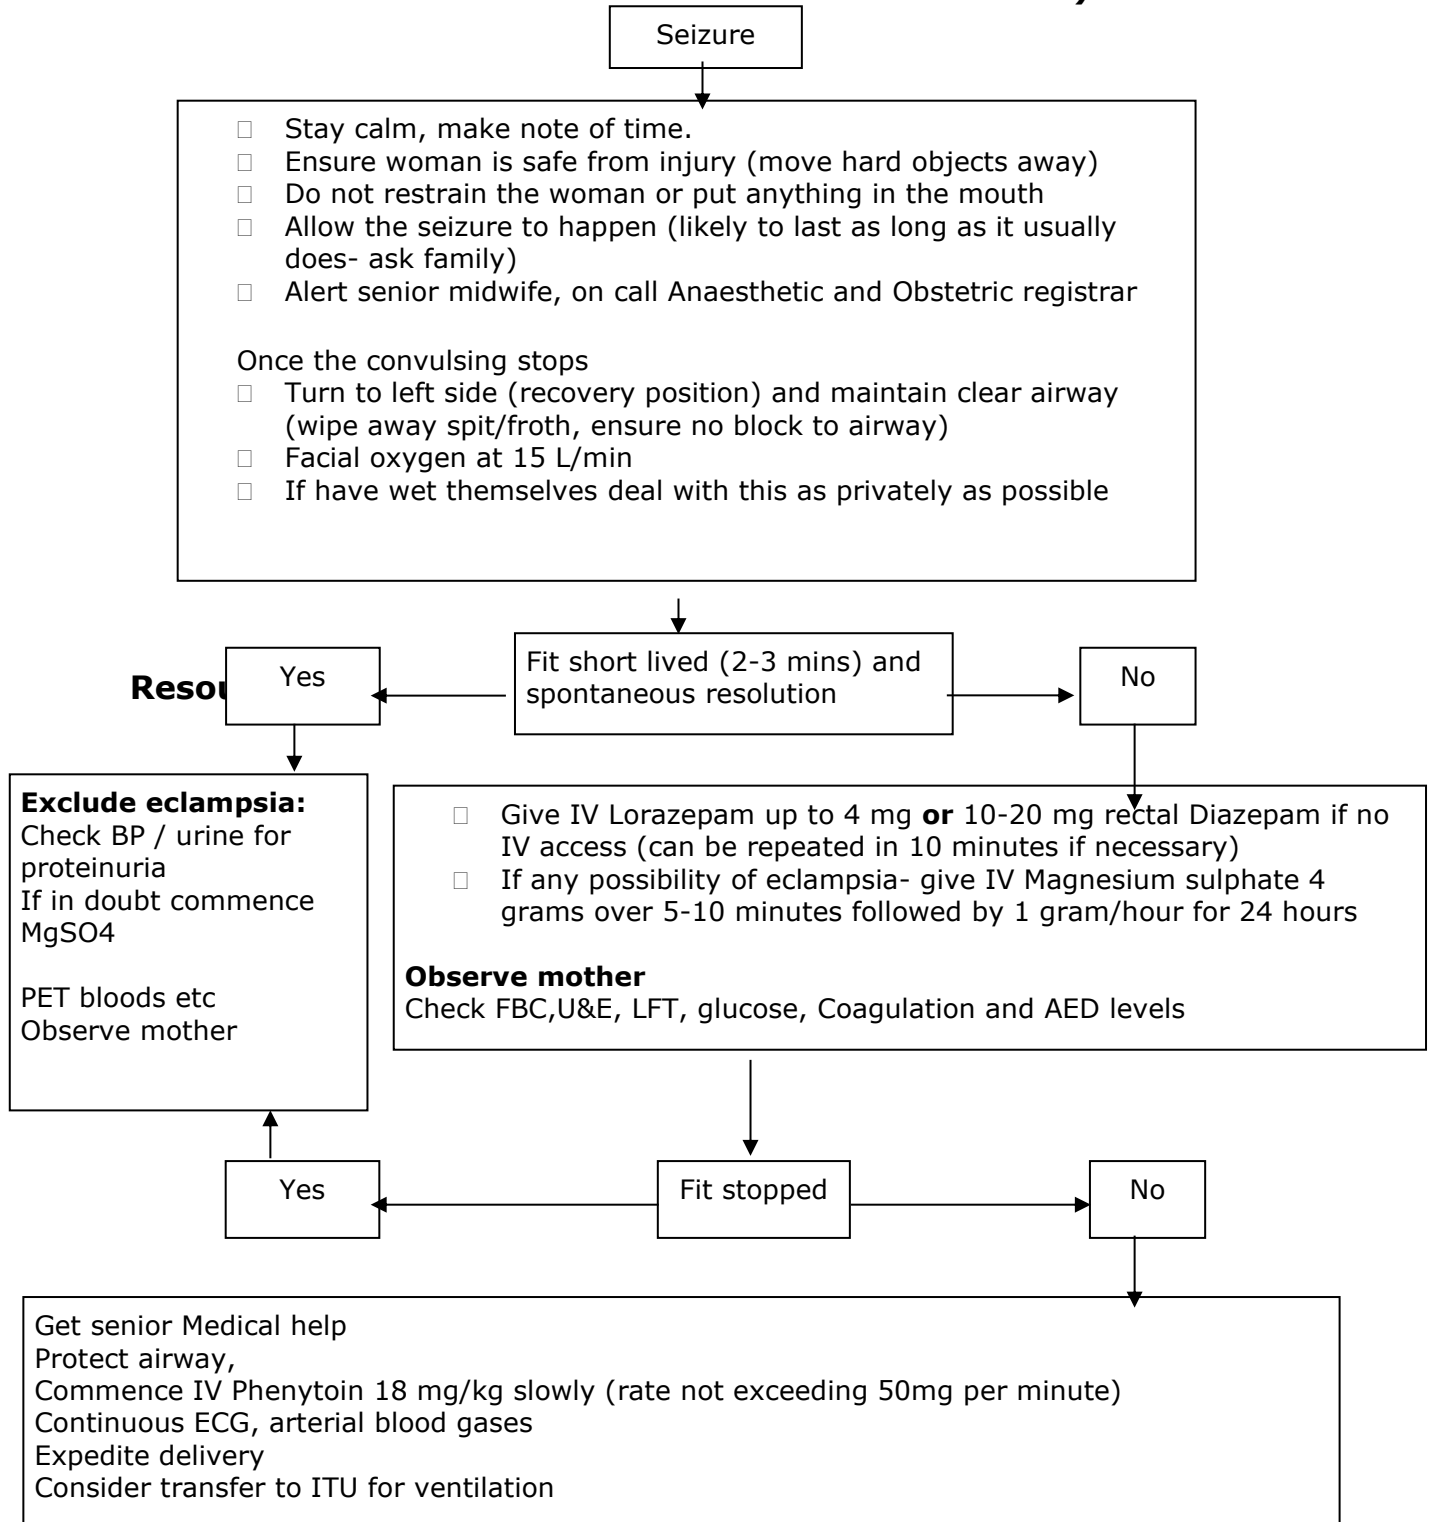 Seizure
Stay calm, make note of time.
Ensure woman is safe from injury (move hard objects away)
Do not restrain the woman or put anything in the mouth
Allow the seizure to happen (likely to last as long as it usually
does- ask family)
Alert senior midwife, on call Anaesthetic and Obstetric registrar
Once the convulsing stops
Turn to left side (recovery position) and maintain clear airway
(wipe away spit/froth, ensure no block to airway)
Facial oxygen at 15 L/min
If have wet themselves deal with this as privately as possible
Fit short lived (2-3 mins) and
spontaneous resolution
Yes
No
Exclude eclampsia:
Check BP / urine for
proteinuria
If in doubt commence
MgSO4
PET bloods etc
Observe mother
Give IV Lorazepam up to 4 mg or 10-20 mg rectal Diazepam if no
IV access (can be repeated in 10 minutes if necessary)
If any possibility of eclampsia- give IV Magnesium sulphate 4
grams over 5-10 minutes followed by 1 gram/hour for 24 hours
Observe mother
Check FBC,U&E, LFT, glucose, Coagulation and AED levels
Yes
Fit stopped
No
Get senior Medical help
Protect airway,
Commence IV Phenytoin 18 mg/kg slowly (rate not exceeding 50mg per minute)
Continuous ECG, arterial blood gases
Expedite delivery
Consider transfer to ITU for ventilation